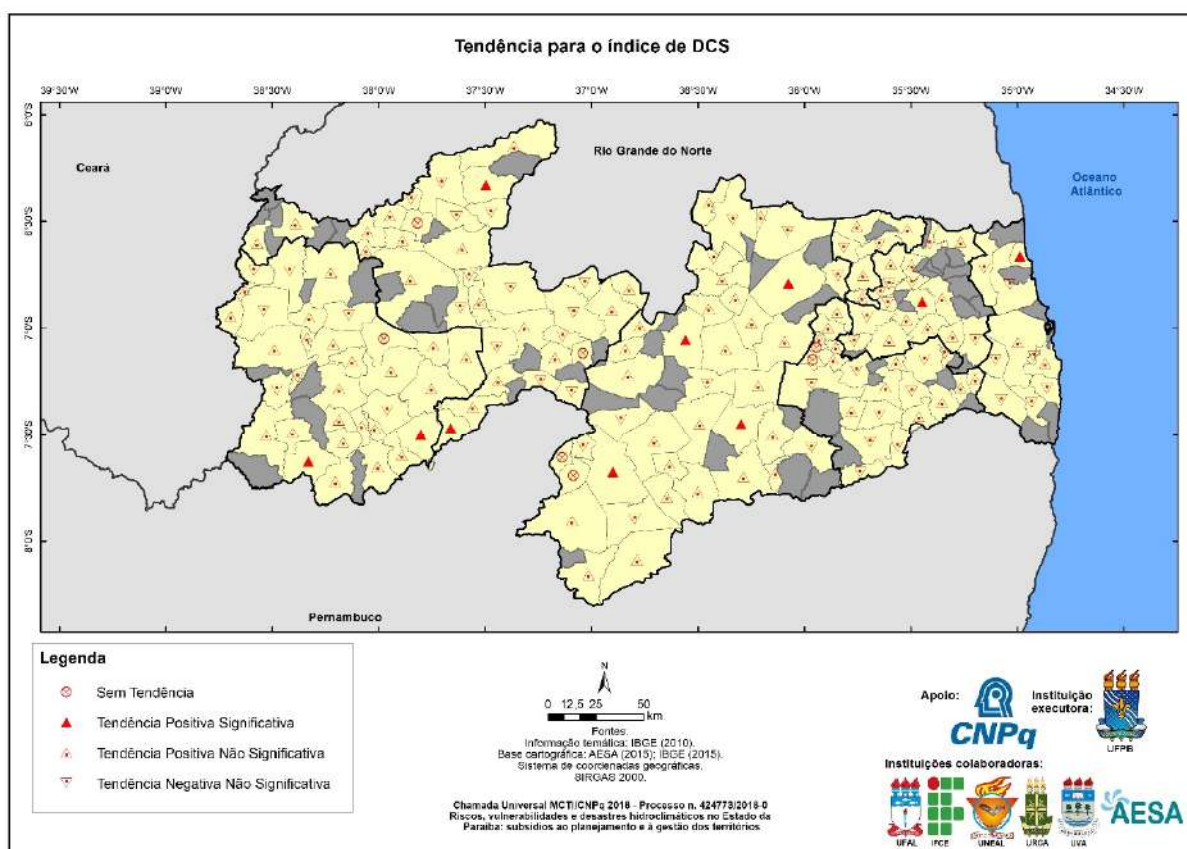 Tendência para o índice de DCS
39°30'W 39°0'W 38°30'W 38°0'W 37°30'W 37°0'W 36°30'W 36°0'W 35°30'W 35°0'W 34°30'W
6°0'S
Ceará
Rio Grande do Norte
Oceano
Atlântico
6°30'S
7°0'S
7°30'S
8°0'S
Pernambuco
Legenda
Sem Tendência
Tendência Positiva Significativa
Tendência Positiva Não Significativa
Tendência Negativa Não Significativa
N
0 12,5 25 50
km
Fontes.
Informação temática: IBGE (2010).
Base cartográfica: AESA (2015); IBGE (2015).
Sistema de coordenadas geográficas.
SIRGAS 2000.
Chamada Universal MCTI/CNPq 2018 - Processo n. 424773/2018-0
Riscos, vulnerabilidades e desastres hidroclimáticos no Estado da
Paraíba: subsídios ao planejamento e à gestão dos territórios
Apoio:
CNPq
Instituição
executora:
UFPB
Instituições colaboradoras:
UFAL IFCE UNEAL URCA UVA AESA